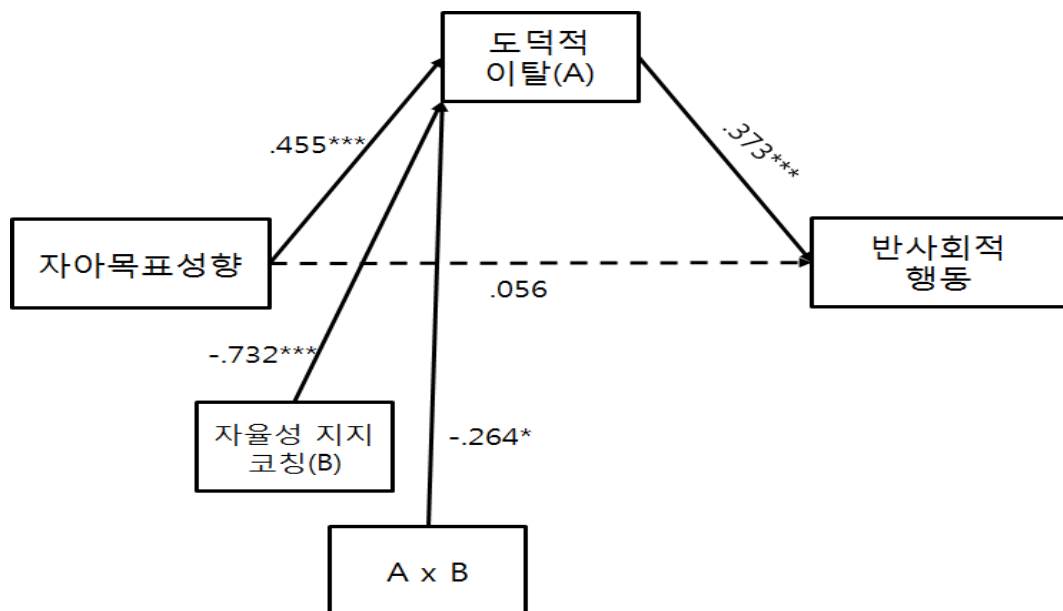 도덕적
이탈(A)
.455***
.373***
자아목표성향
반사회적
행동
.056
-.732***
자율성 지지
코칭(B)
-.264*
A x B